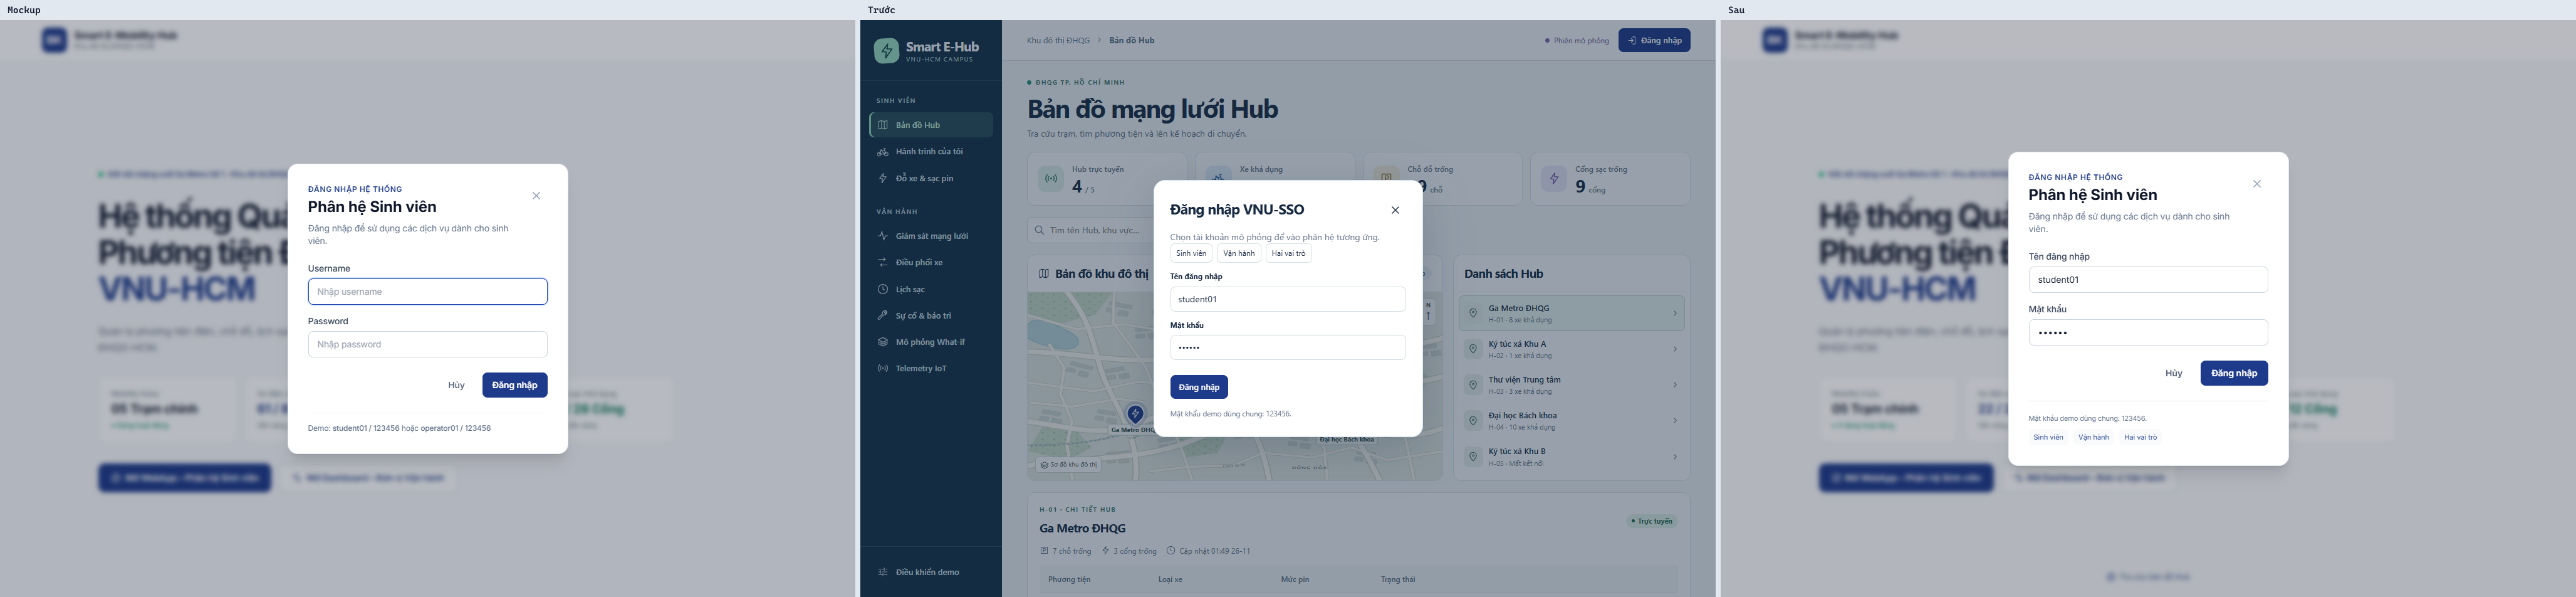 Mockup
Smart E-Mobility Hub
ĐĂNG NHẬP HỆ THỐNG
Phân hệ Sinh viên
Đăng nhập để sử dụng các dịch vụ dành cho sinh
viên.
Username
Nhập username
Password
Nhập password
Hủy
Đăng nhập
Demo: student01 / 123456 hoặc operator01 / 123456
Hệ thống Qu
Phương tiện Đ
VNU-HCM
05 Trạm chính
Trước
Smart E-Hub
VNU-HCM CAMPUS
SINH VIÊN
Bản đồ Hub
Hành trình của tôi
Đỗ xe & sạc pin
VẬN HÀNH
Giám sát mạng lưới
Điều phối xe
Lịch sạc
Sự cố & bảo trì
Mô phỏng What-if
Telemetry IoT
Điều khiển demo
Khu đô thị ĐHQG > Bản đồ Hub
Phiên mô phỏng
Đăng nhập
ĐHQG TP. HỒ CHÍ MINH
Bản đồ mạng lưới Hub
Tra cứu trạm, tìm phương tiện và lên kế hoạch di chuyển.
Hub trực tuyến
4 / 5
Xe khả dụng
Chỗ đỗ trống
9 chỗ
Cổng sạc trống
9 cổng
Tìm tên Hub, khu vực...
Bản đồ khu đô thị
N
Ga Metro ĐHQ
Đại học Bách khoa
Sơ đồ khu đô thị
Danh sách Hub
Ga Metro ĐHQG
H-01 · 8 xe khả dụng
Ký túc xá Khu A
H-02 · 1 xe khả dụng
Thư viện Trung tâm
H-03 · 3 xe khả dụng
Đại học Bách khoa
H-04 · 10 xe khả dụng
Ký túc xá Khu B
H-05 · Mất kết nối
Đăng nhập VNU-SSO
Chọn tài khoản mô phỏng để vào phân hệ tương ứng.
Sinh viên
Vận hành
Hai vai trò
Tên đăng nhập
student01
Mật khẩu
••••••
Đăng nhập
Mật khẩu demo dùng chung: 123456.
H-01 · CHI TIẾT HUB
Ga Metro ĐHQG
Trực tuyến
7 chỗ trống
3 cổng trống
Cập nhật 01:49 26-11
Phương tiện
Loại xe
Mức pin
Trạng thái
Sau
Smart E-Mobility Hub
ĐĂNG NHẬP HỆ THỐNG
Phân hệ Sinh viên
Đăng nhập để sử dụng các dịch vụ dành cho sinh
viên.
Tên đăng nhập
student01
Mật khẩu
••••••
Hủy
Đăng nhập
Mật khẩu demo dùng chung: 123456.
Sinh viên
Vận hành
Hai vai trò
Hệ thống Qu
Phương tiện Đ
VNU-HCM
05 Trạm chính